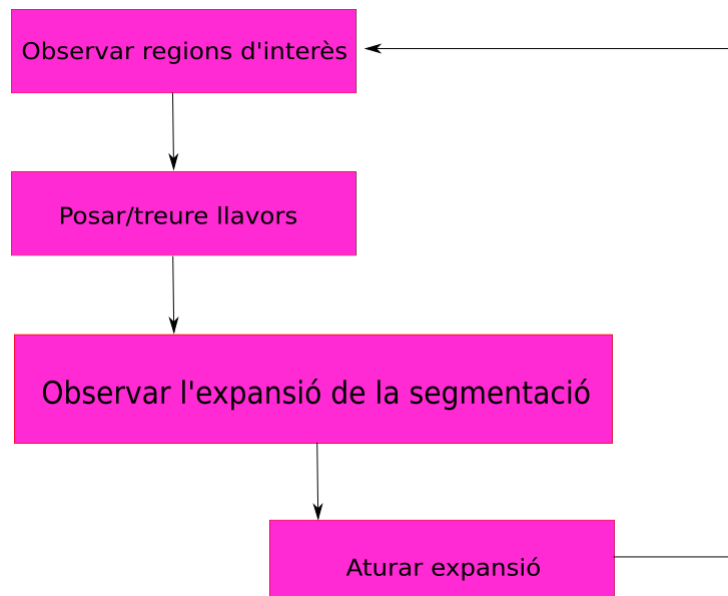 Observar regions d'interès
Posar/treure llavors
Observar l'expansió de la segmentació
Aturar expansió